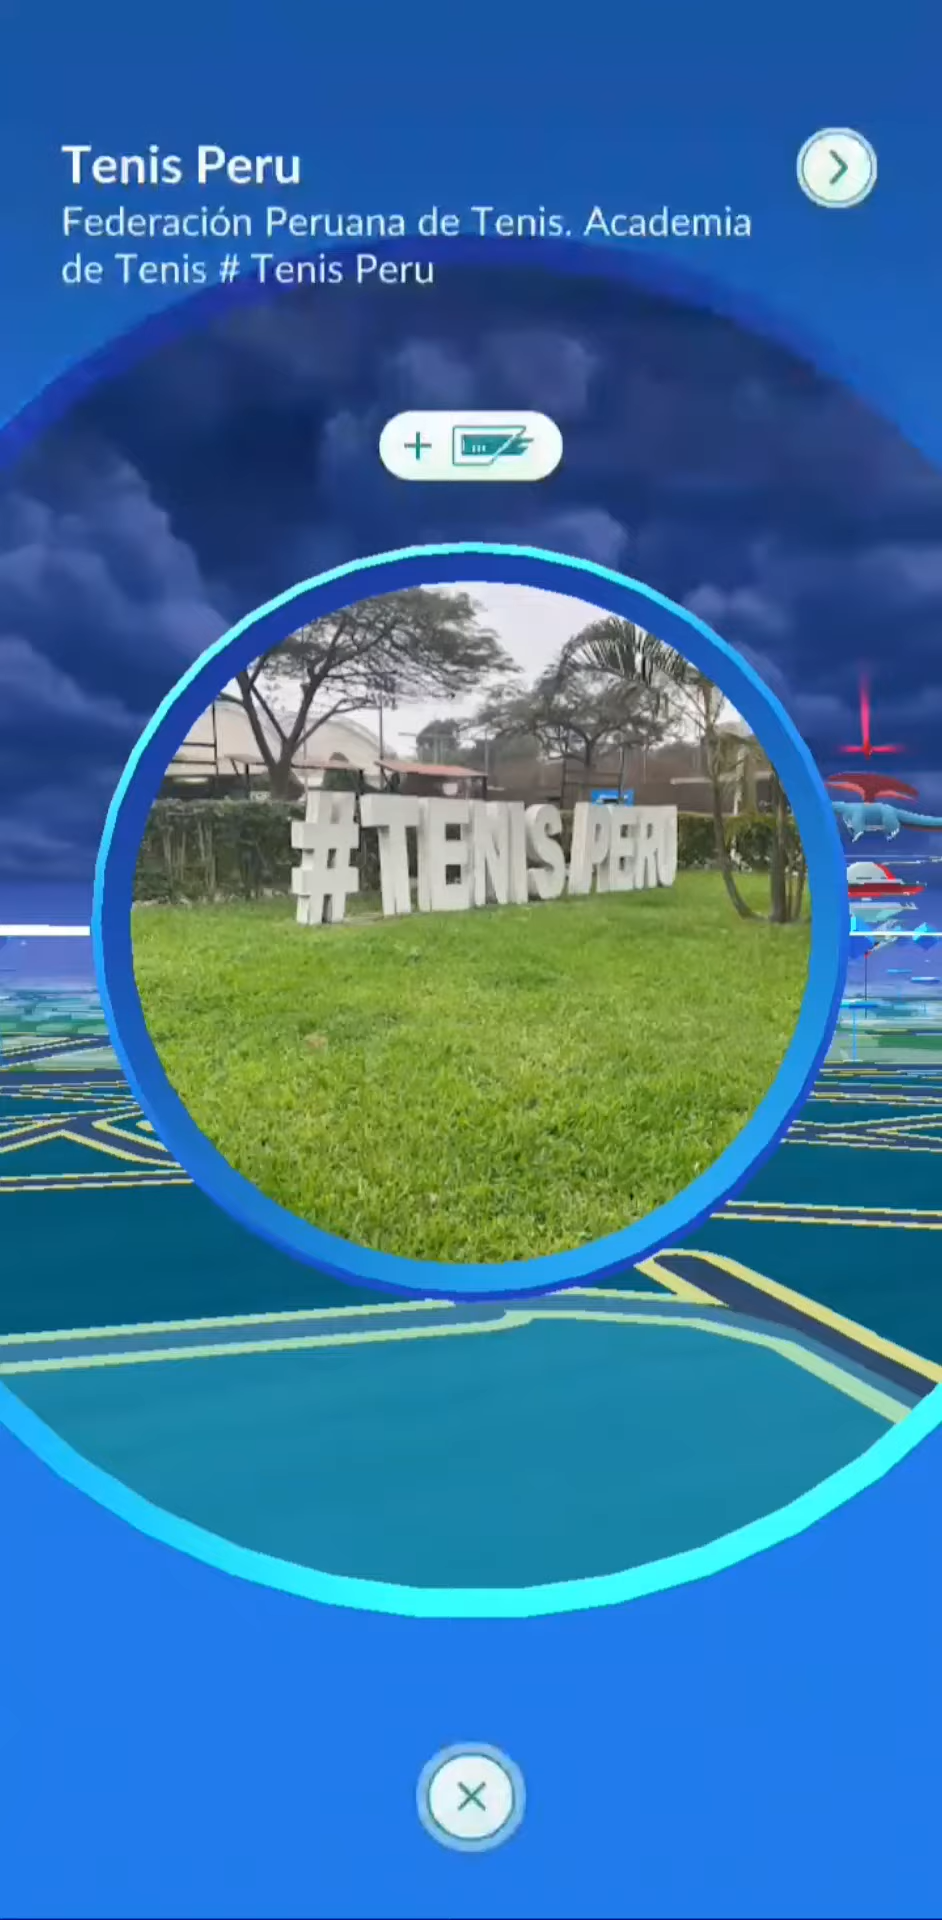 Tenis Peru
Federación Peruana de Tenis. Academia
de Tenis # Tenis Peru
#TENIS PERU